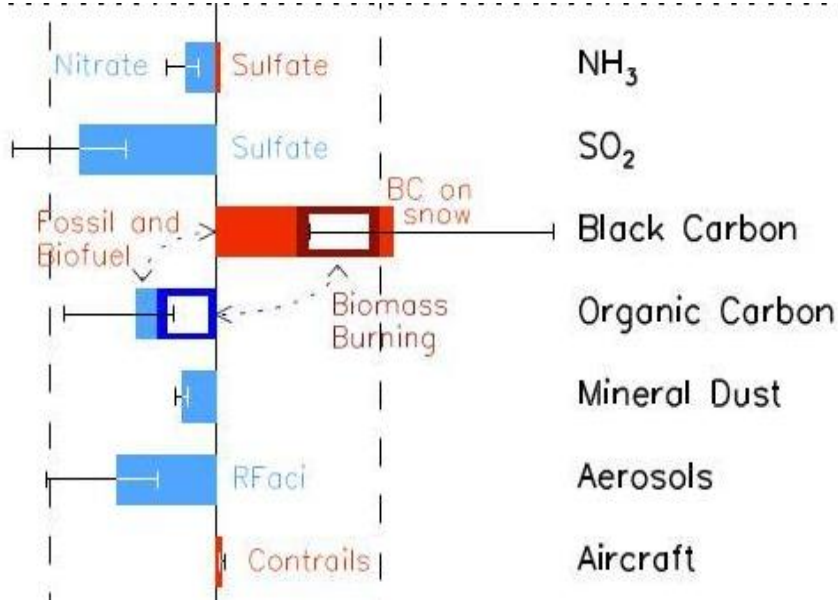 Nitrate Sulfate NH₃
Sulfate SO₂
BC on
snow
Fossil and
Biofuel
Black Carbon
Biomass
Burning
Organic Carbon
Mineral Dust
RFaci Aerosols
Contrails Aircraft